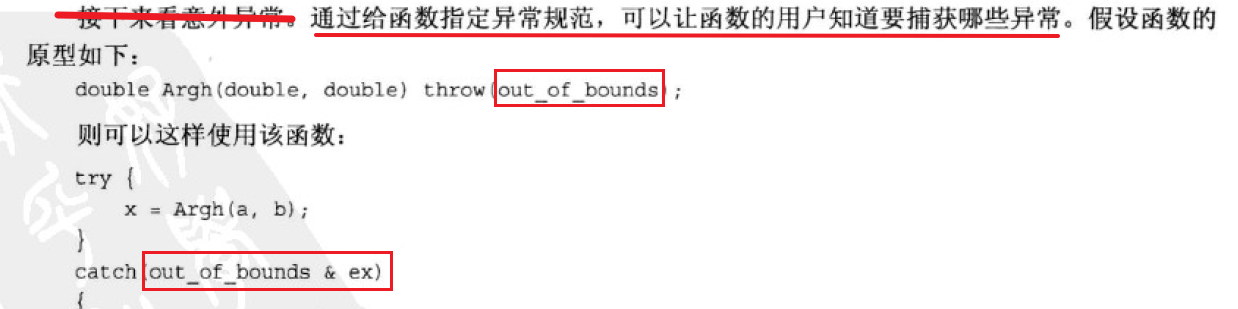 接下来看意外异常。通过给函数指定异常规范，可以让函数的用户知道要捕获哪些异常。假设函数的
原型如下：
double Argh(double, double) throw(out_of_bounds);
则可以这样使用该函数：
try {
x = Argh(a, b);
}
catch(out_of_bounds & ex)
{